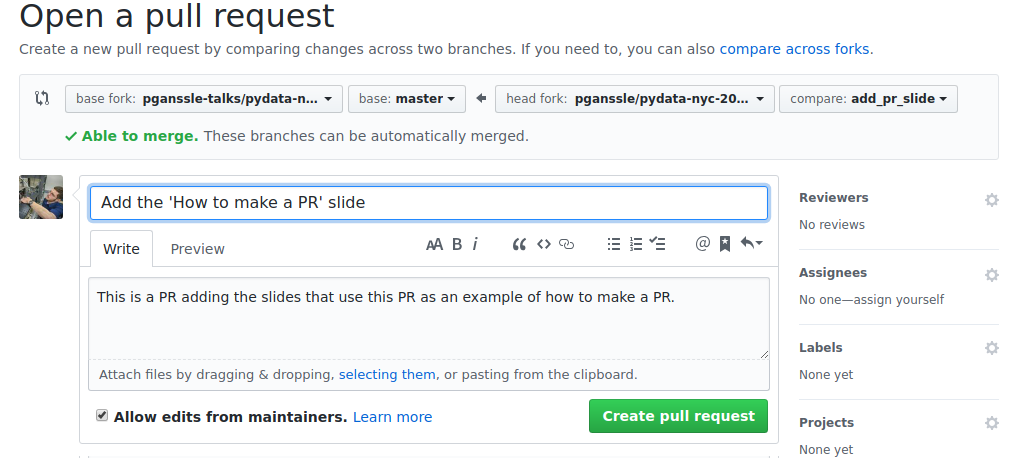 Open a pull request
Create a new pull request by comparing changes across two branches. If you need to, you can also compare across forks.
base fork: pganssle-talks/pydata-n... base: master head fork: pganssle/pydata-nyc-20... compare: add_pr_slide
Able to merge. These branches can be automatically merged.
Add the 'How to make a PR' slide
Write Preview AA B i @
This is a PR adding the slides that use this PR as an example of how to make a PR.
Attach files by dragging & dropping, selecting them, or pasting from the clipboard.
Allow edits from maintainers. Learn more Create pull request
Reviewers
No reviews
Assignees
No one—assign yourself
Labels
None yet
Projects
None yet